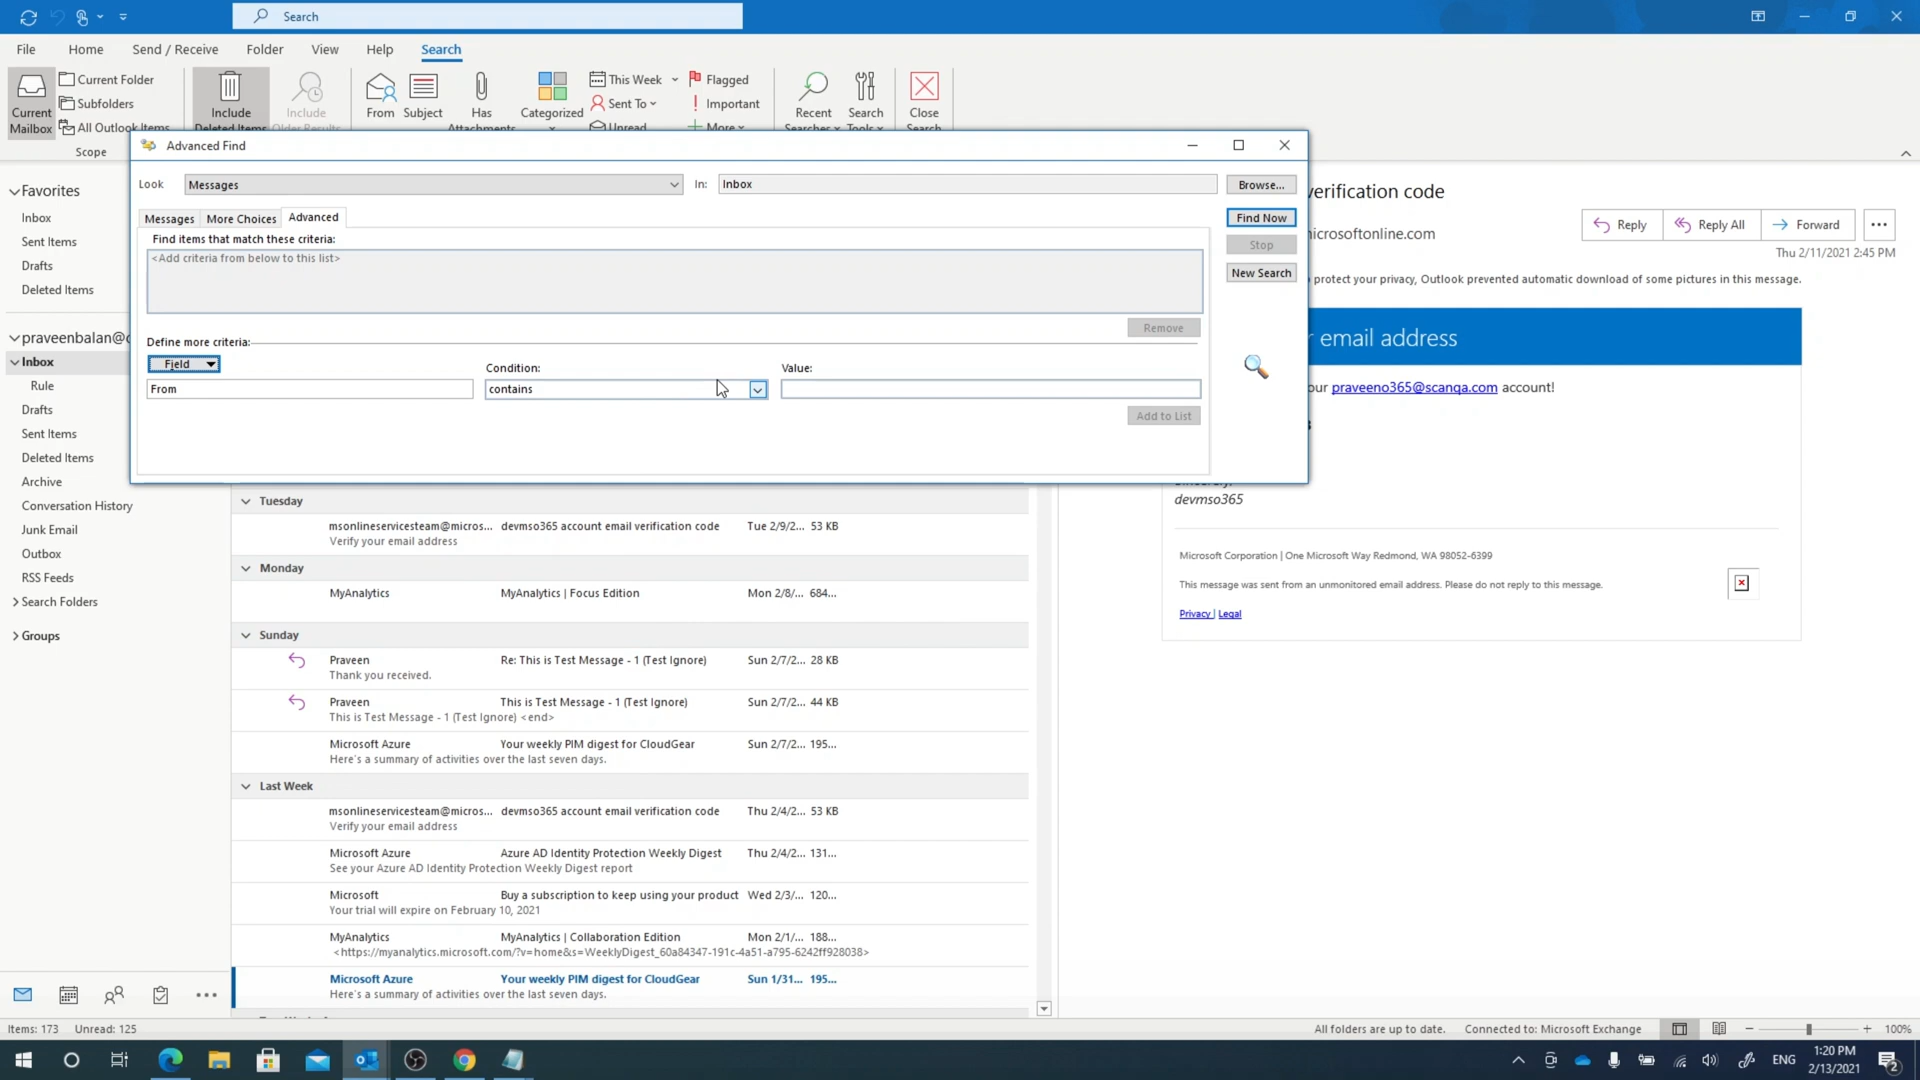 Search
File Home Send / Receive Folder View Help Search
Current Mailbox
Current Folder
Subfolders
All Outlook Items
Scope
Include Deleted Items
Include Older Results
From
Subject
Has Attachments
Categorized
This Week
Sent To
Unread
Flagged
Important
More
Recent Searches
Search Tools
Close Search
Advanced Find
Look Messages In: Inbox Browse...
Messages More Choices Advanced
Find Now
Find items that match these criteria:
Stop
<Add criteria from below to this list>
New Search
Remove
Define more criteria:
Field Condition: Value:
From contains
Add to List
Favorites
Inbox
Sent Items
Drafts
Deleted Items
praveenbalan@
Inbox
Rule
Drafts
Sent Items
Deleted Items
Archive
Conversation History
Junk Email
Outbox
RSS Feeds
Search Folders
Groups
Tuesday
msonlineservicesteam@micros... devmso365 account email verification code Tue 2/9/2... 53 KB
Verify your email address
Monday
MyAnalytics MyAnalytics | Focus Edition Mon 2/8/... 684...
Sunday
Praveen Re: This is Test Message - 1 (Test Ignore) Sun 2/7/2... 28 KB
Thank you received.
Praveen This is Test Message - 1 (Test Ignore) Sun 2/7/2... 44 KB
This is Test Message - 1 (Test Ignore) <end>
Microsoft Azure Your weekly PIM digest for CloudGear Sun 2/7/2... 195...
Here's a summary of activities over the last seven days.
Last Week
msonlineservicesteam@micros... devmso365 account email verification code Thu 2/4/2... 53 KB
Verify your email address
Microsoft Azure Azure AD Identity Protection Weekly Digest Thu 2/4/2... 131...
See your Azure AD Identity Protection Weekly Digest report
Microsoft Buy a subscription to keep using your product Wed 2/3/... 120...
Your trial will expire on February 10, 2021
MyAnalytics MyAnalytics | Collaboration Edition Mon 2/1/... 188...
<https://myanalytics.microsoft.com/?v=home&s=WeeklyDigest_60a84347-191c-4a51-a795-6242ff928038>
Microsoft Azure Your weekly PIM digest for CloudGear Sun 1/31... 195...
Here's a summary of activities over the last seven days.
verification code
icrosoftonline.com
Reply Reply All Forward
Thu 2/11/2021 2:45 PM
protect your privacy, Outlook prevented automatic download of some pictures in this message.
email address
our praveeno365@scanqa.com account!
Sincerely,
devmso365
Microsoft Corporation | One Microsoft Way Redmond, WA 98052-6399
This message was sent from an unmonitored email address. Please do not reply to this message.
Privacy | Legal
Items: 173 Unread: 125 All folders are up to date. Connected to: Microsoft Exchange 100%
ENG 1:20 PM
2/13/2021
2